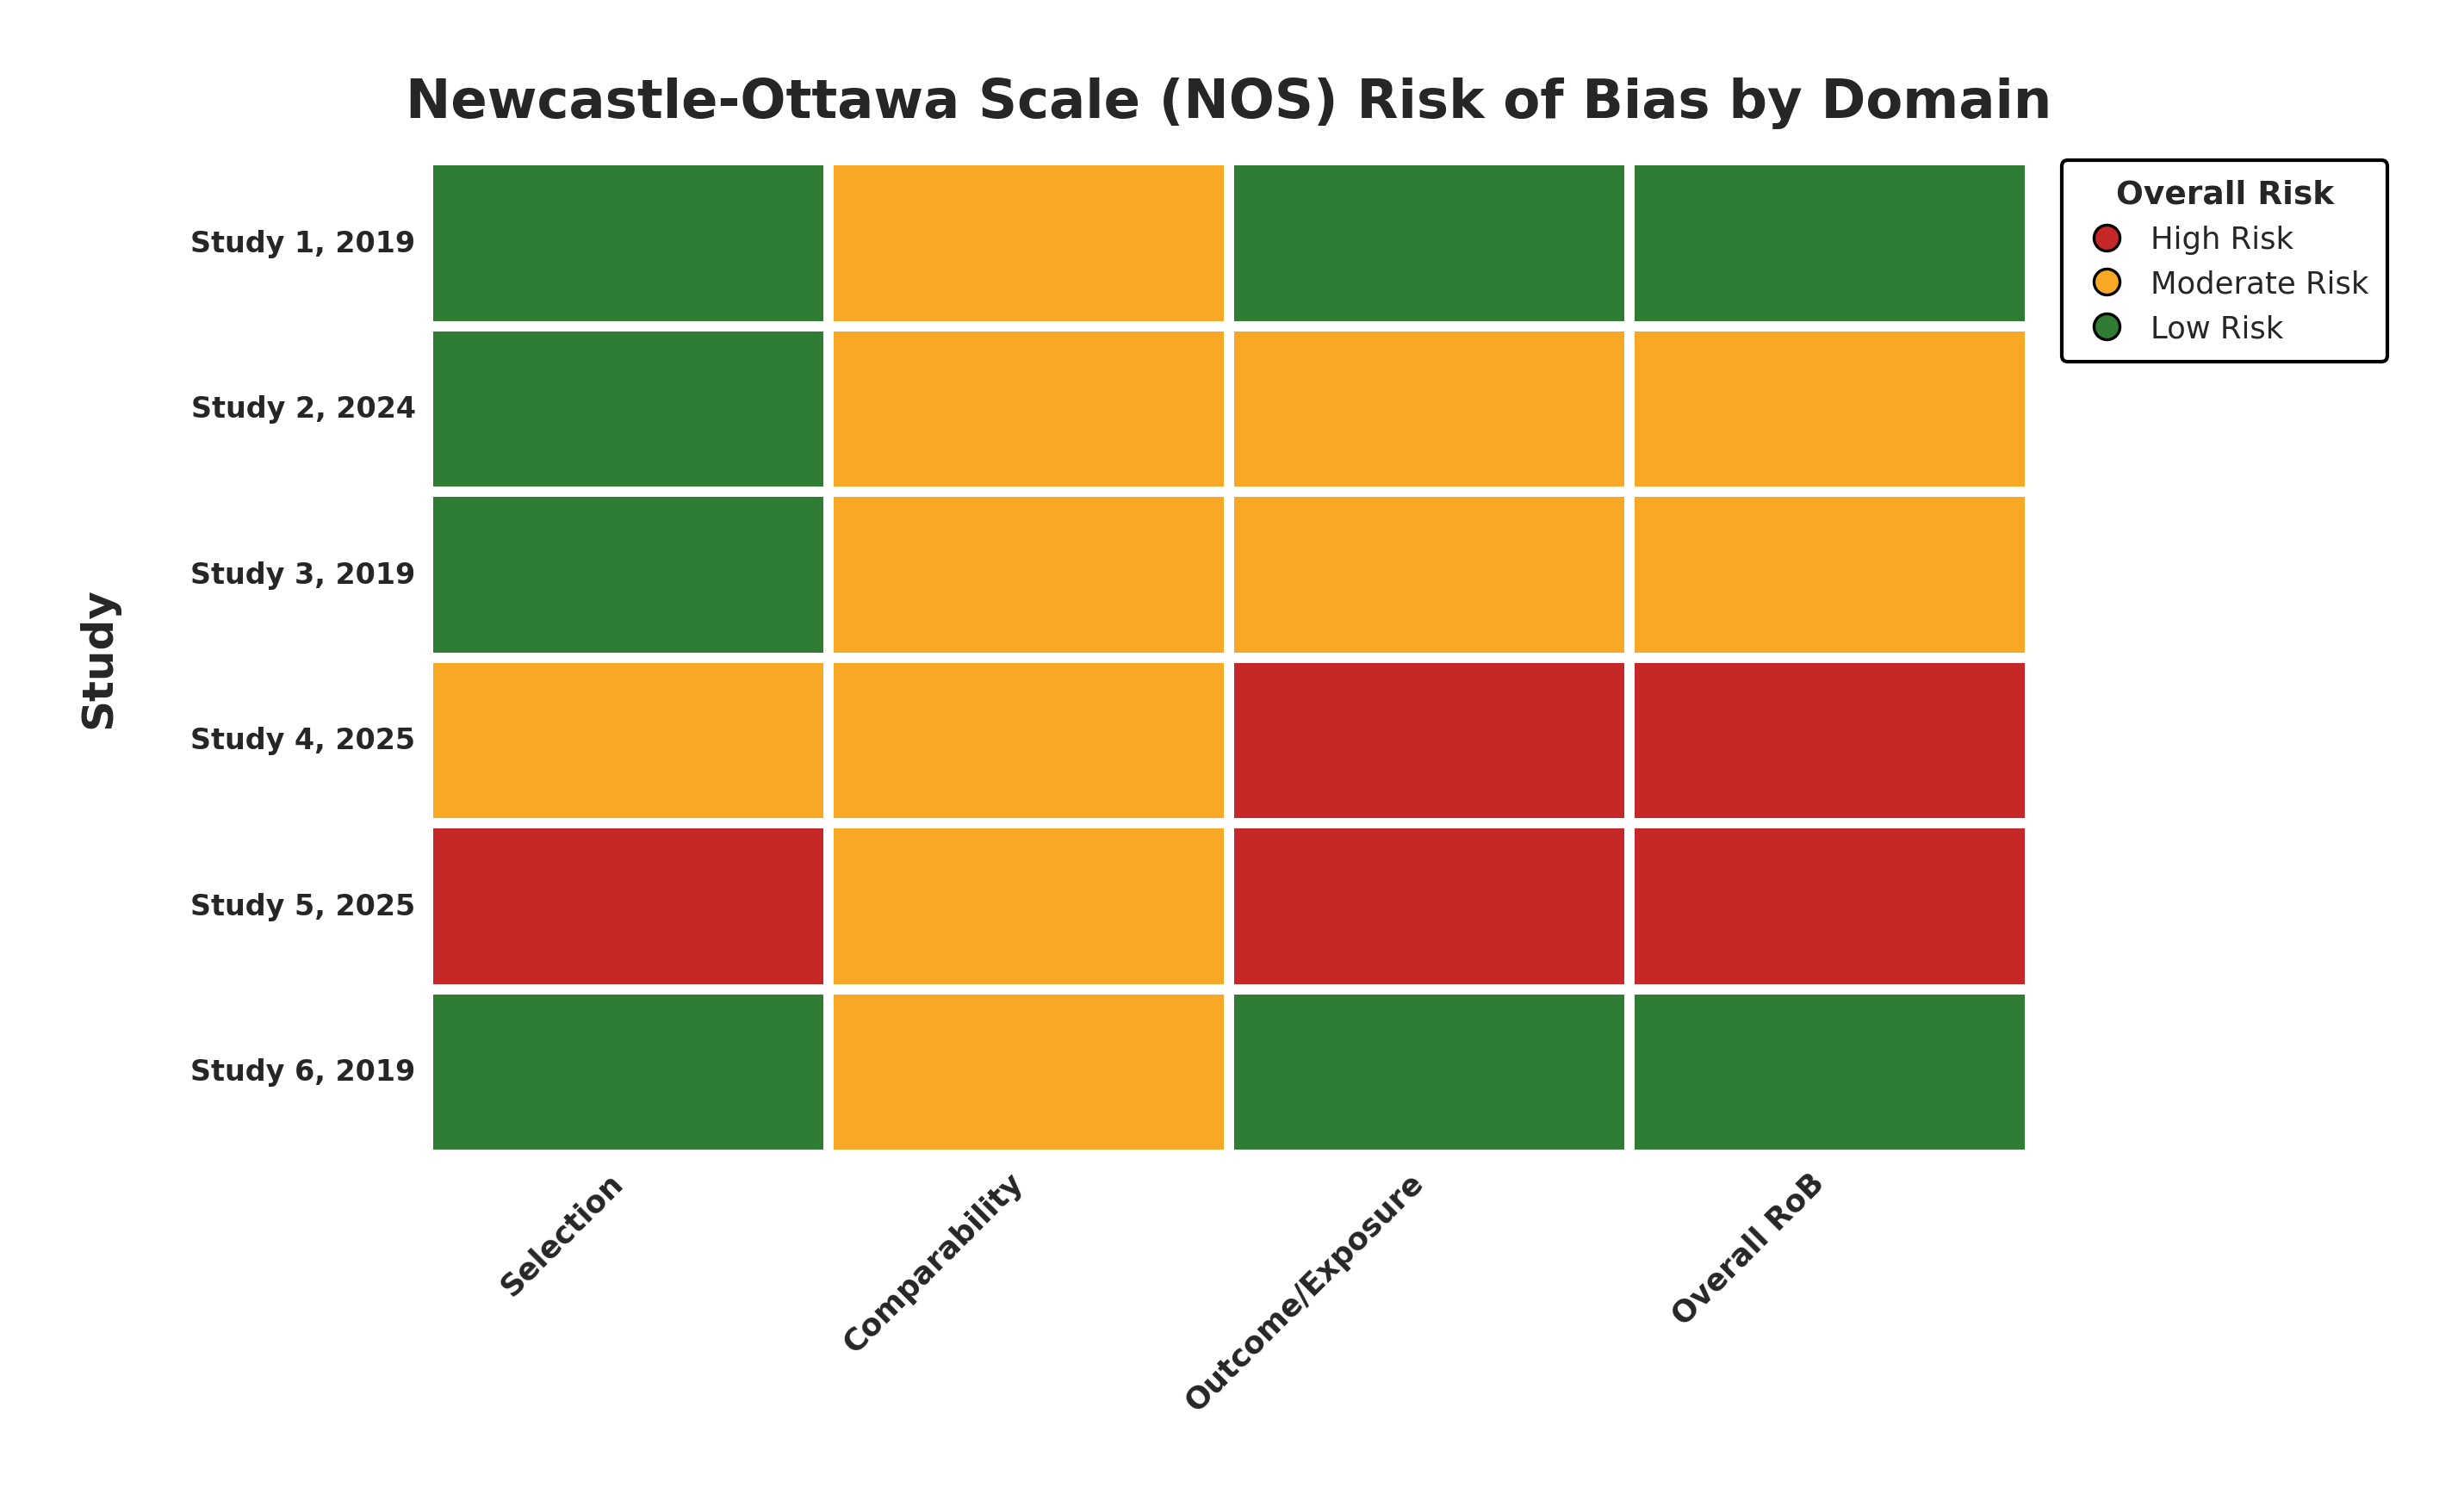 Newcastle-Ottawa Scale (NOS) Risk of Bias by Domain
Overall Risk
High Risk
Moderate Risk
Low Risk
Study
Study 1, 2019
Study 2, 2024
Study 3, 2019
Study 4, 2025
Study 5, 2025
Study 6, 2019
Selection
Comparability
Outcome/Exposure
Overall RoB